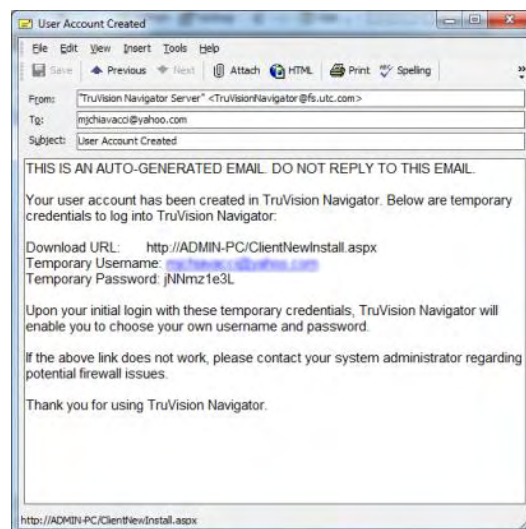 User Account Created
File Edit View Insert Tools Help
Save Previous Next Attach HTML Print Spelling »
From: "TruVision Navigator Server" <TruVisionNavigator@fs.utc.com>
To: mjchiavacci@yahoo.com
Subject: User Account Created
THIS IS AN AUTO-GENERATED EMAIL. DO NOT REPLY TO THIS EMAIL.
Your user account has been created in TruVision Navigator. Below are temporary
credentials to log into TruVision Navigator:
Download URL: http://ADMIN-PC/ClientNewInstall.aspx
Temporary Username:
Temporary Password: jNNmz1e3L
Upon your initial login with these temporary credentials, TruVision Navigator will
enable you to choose your own username and password.
If the above link does not work, please contact your system administrator regarding
potential firewall issues.
Thank you for using TruVision Navigator.
http://ADMIN-PC/ClientNewInstall.aspx